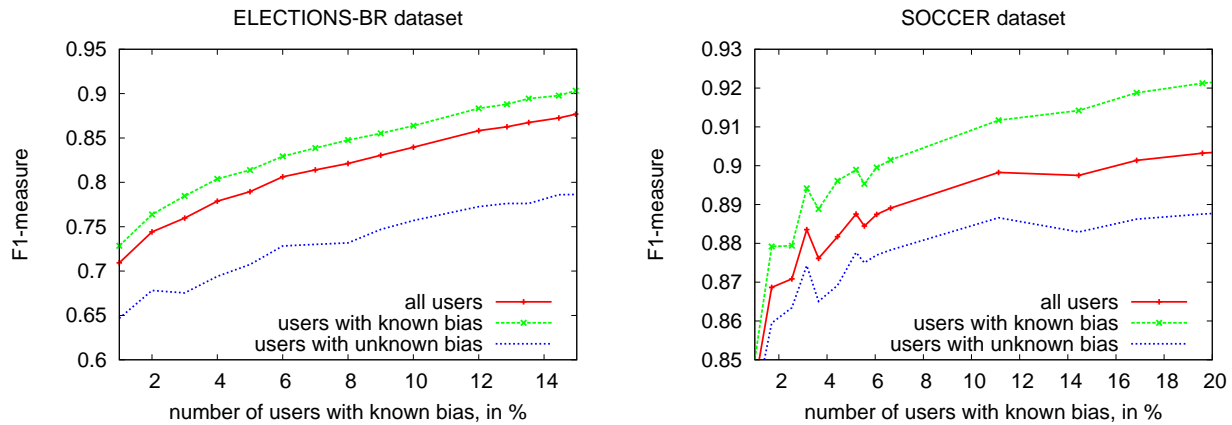 ELECTIONS-BR dataset
0.95
0.9
0.85
0.8
0.75
0.7
0.65
0.6
F1-measure
all users
users with known bias
users with unknown bias
2 4 6 8 10 12 14
number of users with known bias, in %
SOCCER dataset
0.93
0.92
0.91
0.9
0.89
0.88
0.87
0.86
0.85
F1-measure
all users
users with known bias
users with unknown bias
2 4 6 8 10 12 14 16 18 20
number of users with known bias, in %